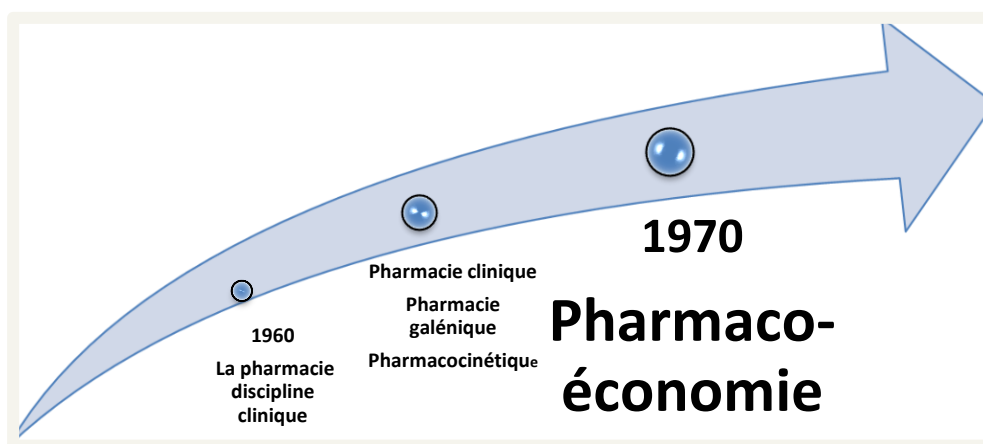 1960
La pharmacie
discipline
clinique
Pharmacie clinique
Pharmacie
galénique
Pharmacocinétique
1970
Pharmaco-
économie